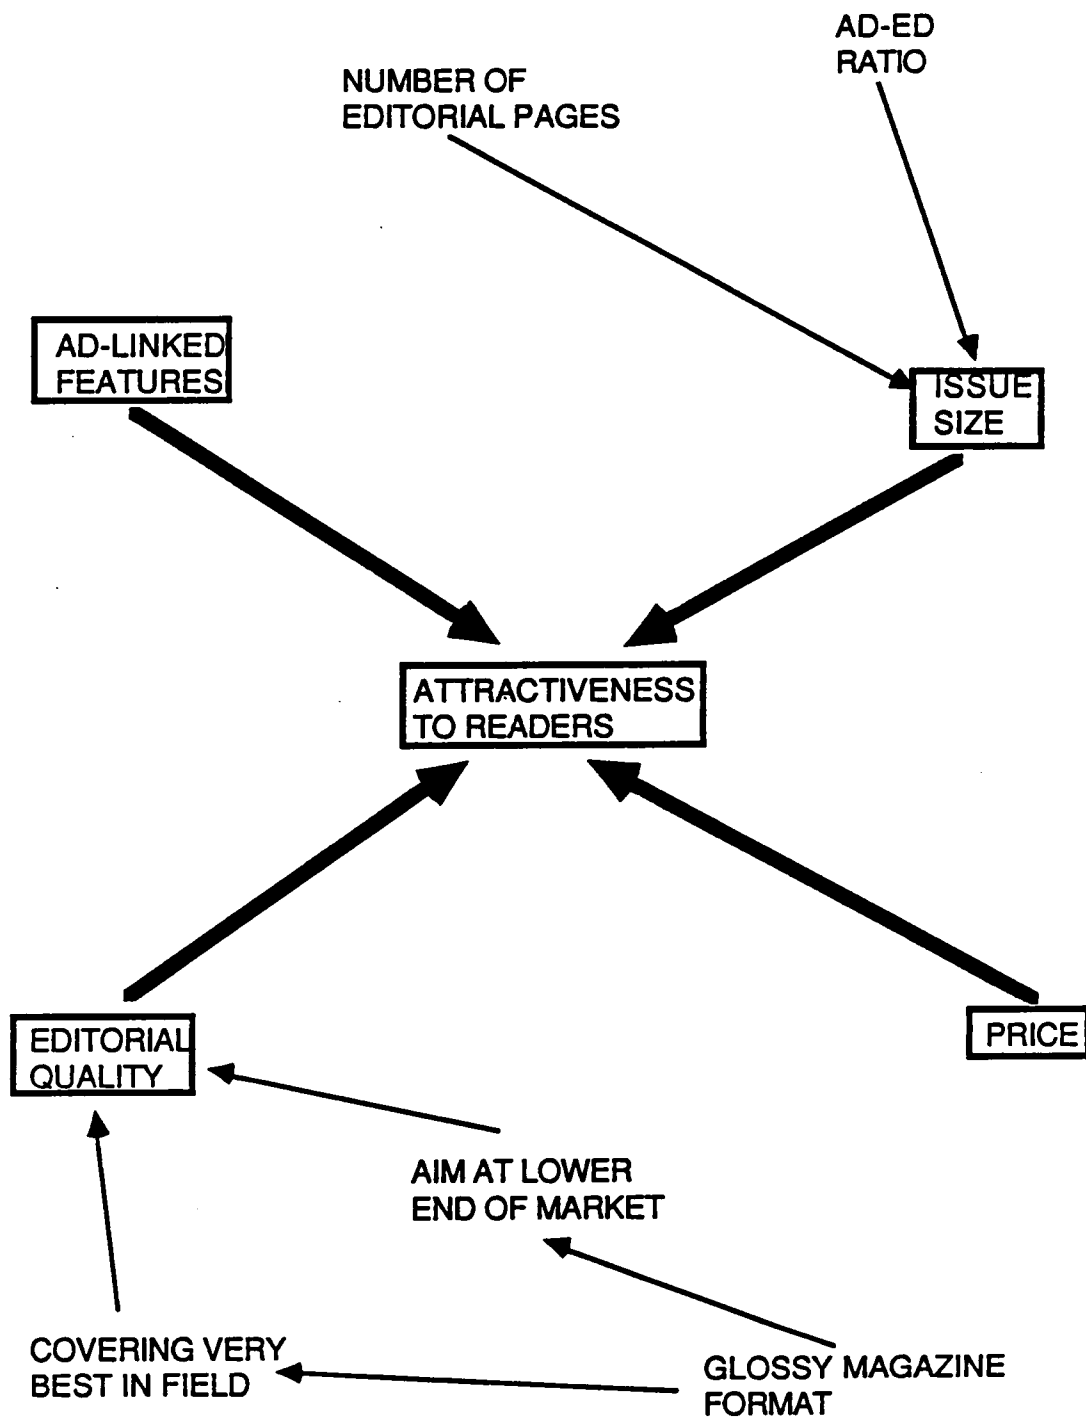 AD-ED
RATIO
NUMBER OF
EDITORIAL PAGES
AD-LINKED
FEATURES
ISSUE
SIZE
ATTRACTIVENESS
TO READERS
EDITORIAL
QUALITY
PRICE
AIM AT LOWER
END OF MARKET
COVERING VERY
BEST IN FIELD
GLOSSY MAGAZINE
FORMAT